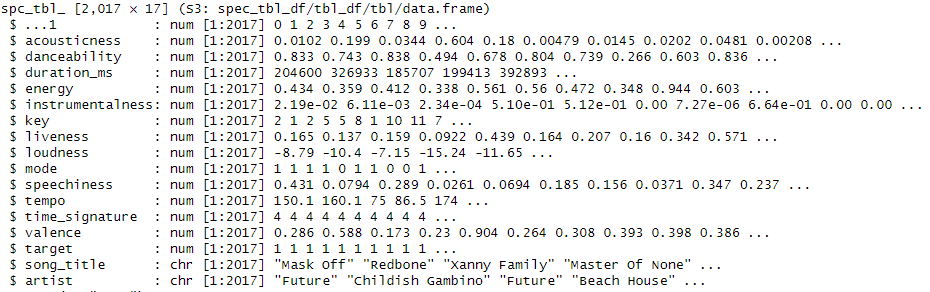 spc_tbl_ [2,017 × 17] (S3: spec_tbl_df/tbl_df/tbl/data.frame)
$ ...1 : num [1:2017] 0 1 2 3 4 5 6 7 8 9 ...
$ acousticness : num [1:2017] 0.0102 0.199 0.0344 0.604 0.18 0.00479 0.0145 0.0202 0.0481 0.00208 ...
$ danceability : num [1:2017] 0.833 0.743 0.838 0.494 0.678 0.804 0.739 0.266 0.603 0.836 ...
$ duration_ms : num [1:2017] 204600 326933 185707 199413 392893 ...
$ energy : num [1:2017] 0.434 0.359 0.412 0.338 0.561 0.56 0.472 0.348 0.944 0.603 ...
$ instrumentalness: num [1:2017] 2.19e-02 6.11e-03 2.34e-04 5.10e-01 5.12e-01 0.00 7.27e-06 6.64e-01 0.00 0.00 ...
$ key : num [1:2017] 2 1 2 5 5 8 1 10 11 7 ...
$ liveness : num [1:2017] 0.165 0.137 0.159 0.0922 0.439 0.164 0.207 0.16 0.342 0.571 ...
$ loudness : num [1:2017] -8.79 -10.4 -7.15 -15.24 -11.65 ...
$ mode : num [1:2017] 1 1 1 1 0 1 1 0 0 1 ...
$ speechiness : num [1:2017] 0.431 0.0794 0.289 0.0261 0.0694 0.185 0.156 0.0371 0.347 0.237 ...
$ tempo : num [1:2017] 150.1 160.1 75 86.5 174 ...
$ time_signature : num [1:2017] 4 4 4 4 4 4 4 4 4 4 ...
$ valence : num [1:2017] 0.286 0.588 0.173 0.23 0.904 0.264 0.308 0.393 0.398 0.386 ...
$ target : num [1:2017] 1 1 1 1 1 1 1 1 1 1 ...
$ song_title : chr [1:2017] "Mask Off" "Redbone" "Xanny Family" "Master Of None" ...
$ artist : chr [1:2017] "Future" "Childish Gambino" "Future" "Beach House" ...